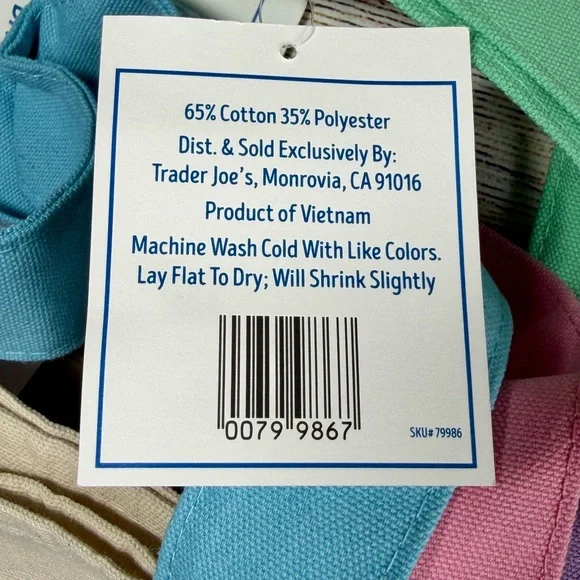 65% Cotton 35% Polyester
Dist. & Sold Exclusively By:
Trader Joe's, Monrovia, CA 91016
Product of Vietnam
Machine Wash Cold With Like Colors.
Lay Flat To Dry; Will Shrink Slightly
0079 9867
SKU# 79986